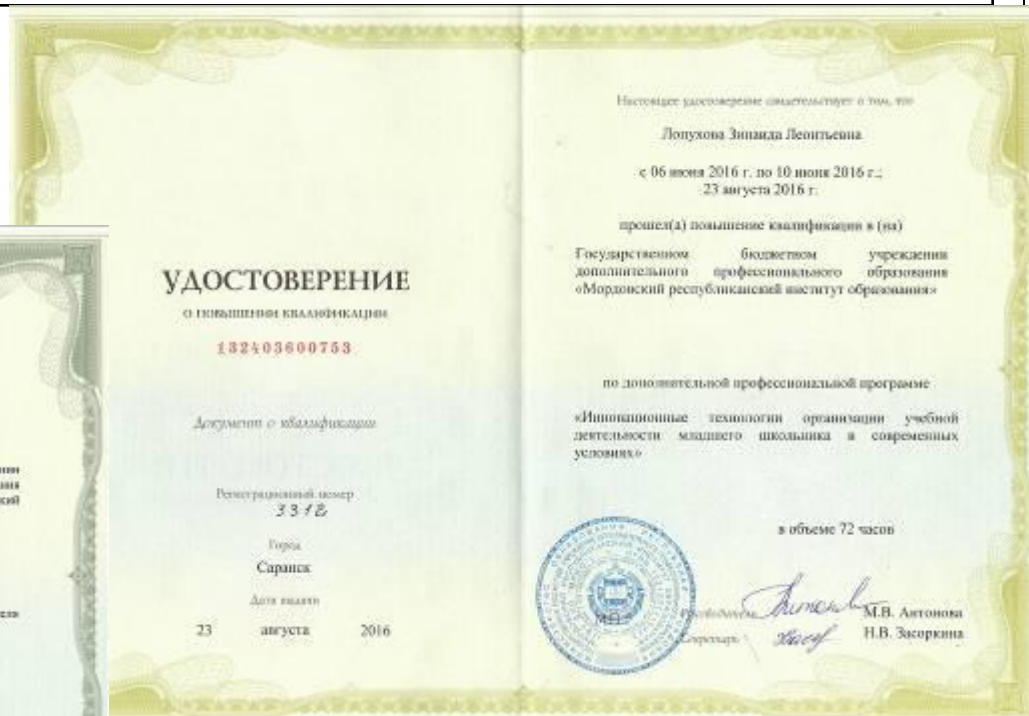 УДОСТОВЕРЕНИЕ
О ПОВЫШЕНИИ КВАЛИФИКАЦИИ
132403600753
Документ о квалификации
Регистрационный номер
3312
Город
Саранск
Дата выдачи
23 августа 2016
Настоящее удостоверение свидетельствует о том, что
Лопухова Зинаида Леонтьевна
с 06 июня 2016 г. по 10 июня 2016 г.;
23 августа 2016 г.
прошел(а) повышение квалификации в (на)
Государственном бюджетном учреждении
дополнительного профессионального образования
«Мордовский республиканский институт образования»
по дополнительной профессиональной программе
«Инновационные технологии организации учебной
деятельности младшего школьника в современных
условиях»
в объеме 72 часов
М.П.
Руководитель М.В. Антонова
Секретарь Н.В. Засоркина